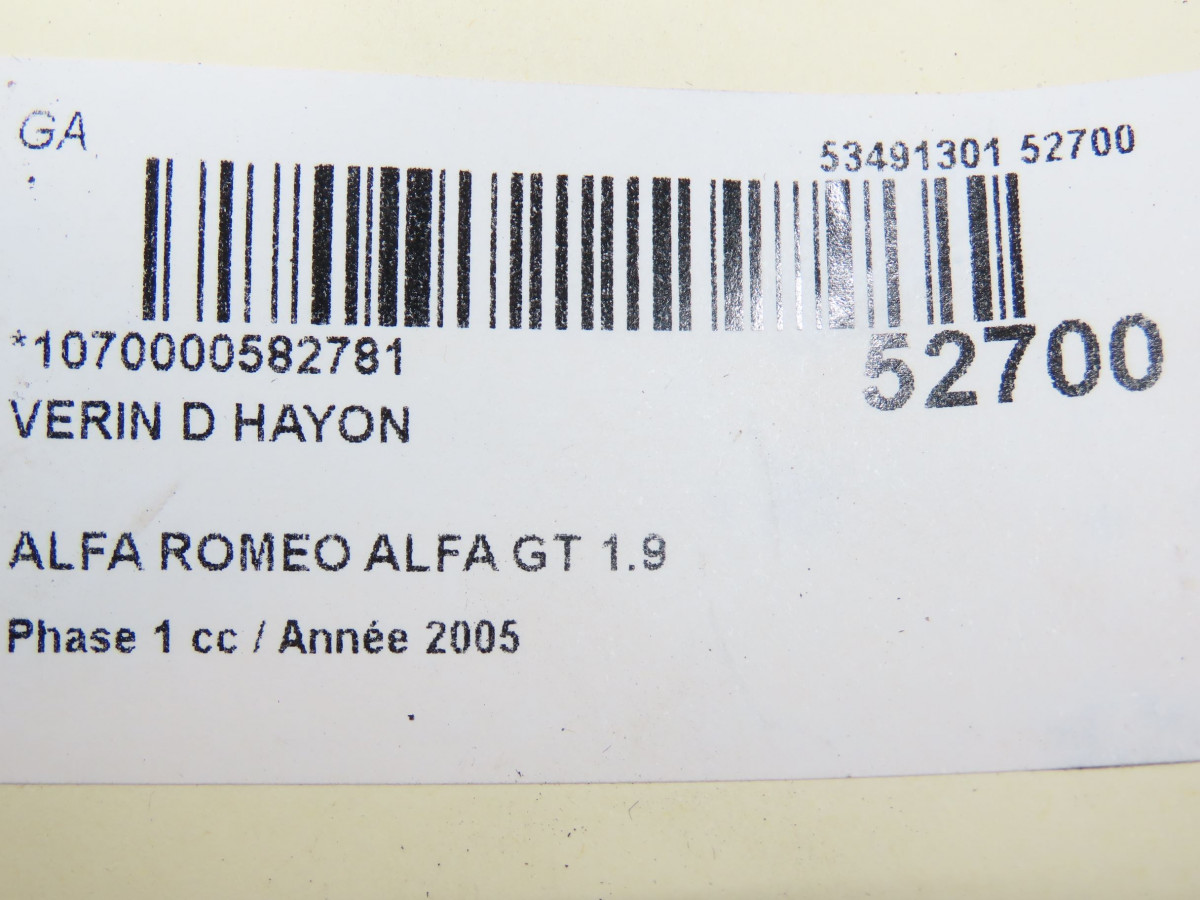 GA
53491301 52700
*1070000582781
52700
VERIN D HAYON
ALFA ROMEO ALFA GT 1.9
Phase 1 cc / Année 2005